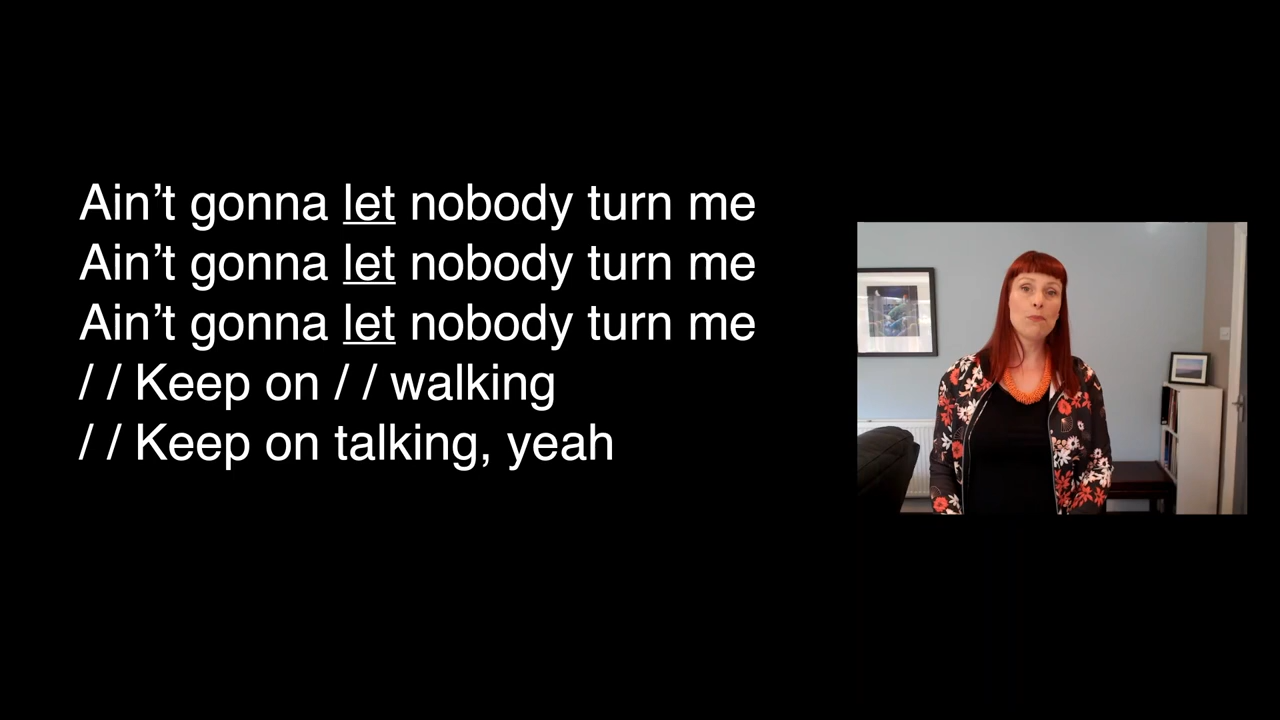 Ain’t gonna let nobody turn me
Ain’t gonna let nobody turn me
Ain’t gonna let nobody turn me
/ / Keep on / / walking
/ / Keep on talking, yeah